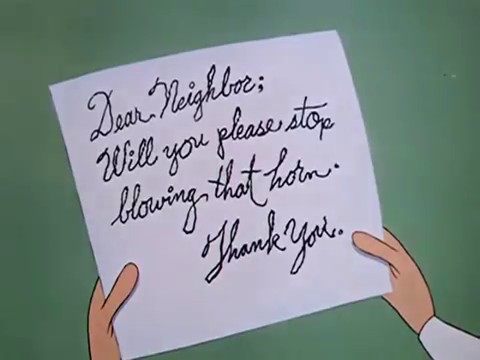 Dear Neighbor;
Will you please stop
blowing that horn.
Thank You.